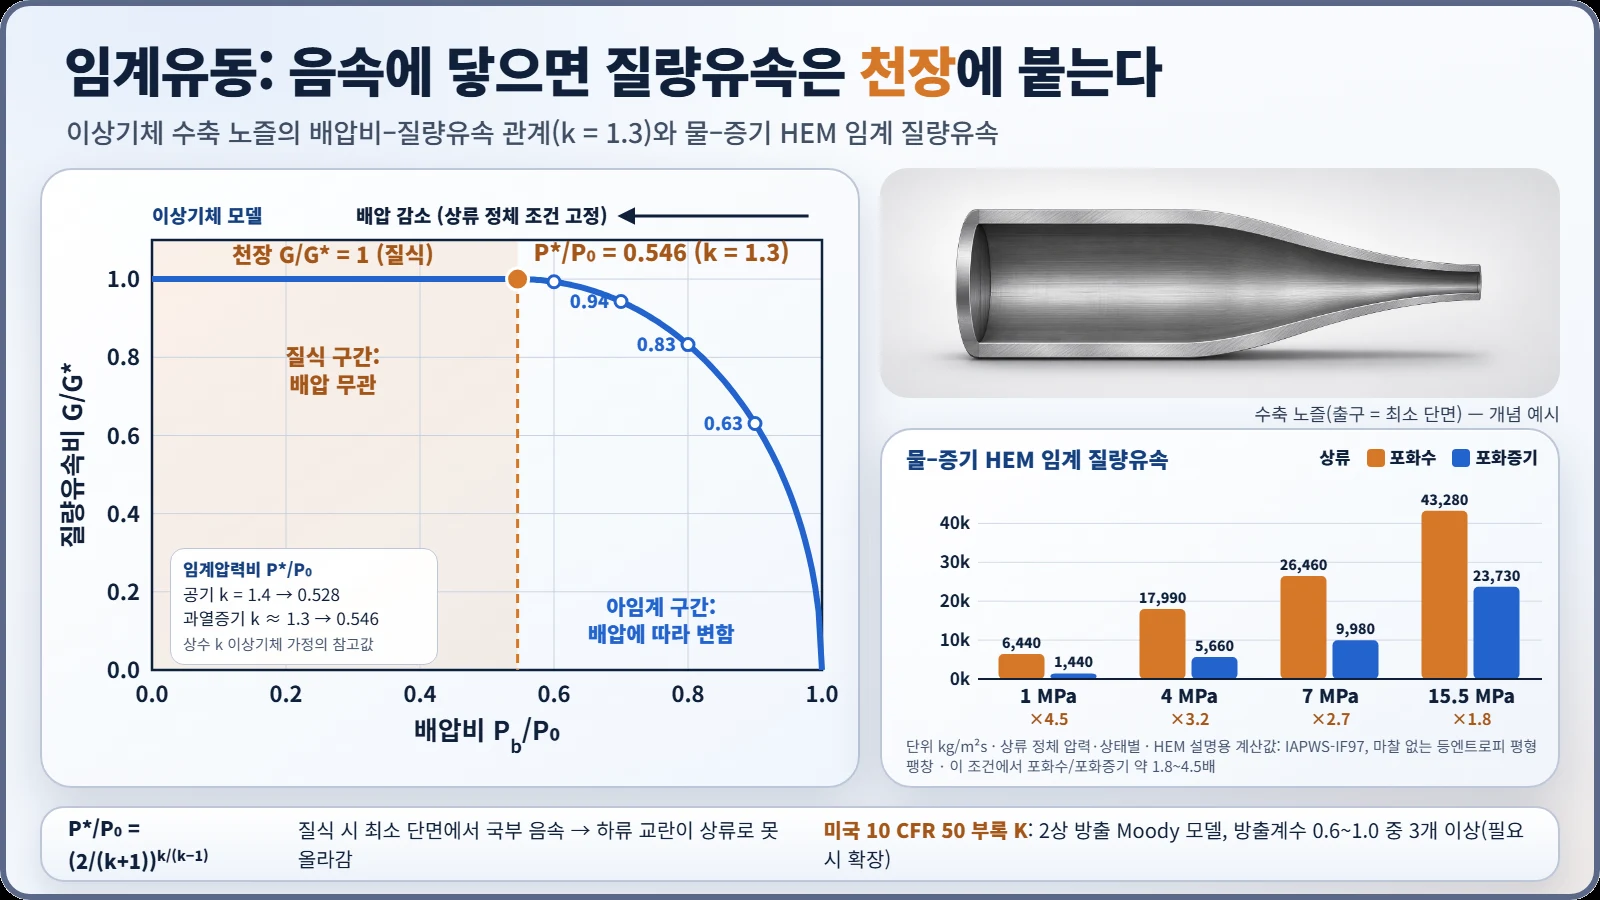 임계유동: 음속에 닿으면 질량유속은 천장에 붙는다
이상기체 수축 노즐의 배압비–질량유속 관계(k = 1.3)와 물–증기 HEM 임계 질량유속
이상기체 모델
배압 감소 (상류 정체 조건 고정)
천장 G/G* = 1 (질식)
P*/P₀ = 0.546 (k = 1.3)
1.0
0.8
0.6
0.4
0.2
0.0
질량유속비 G/G*
0.94
0.83
0.63
질식 구간:
배압 무관
임계압력비 P*/P₀
공기 k = 1.4 → 0.528
과열증기 k ≈ 1.3 → 0.546
상수 k 이상기체 가정의 참고값
아임계 구간:
배압에 따라 변함
0.0 0.2 0.4 0.6 0.8 1.0
배압비 P_b/P₀
수축 노즐(출구 = 최소 단면) — 개념 예시
물–증기 HEM 임계 질량유속
상류 포화수 포화증기
40k
30k
20k
10k
0k
6,440 1,440
17,990 5,660
26,460 9,980
43,280 23,730
1 MPa 4 MPa 7 MPa 15.5 MPa
×4.5 ×3.2 ×2.7 ×1.8
단위 kg/m²s · 상류 정체 압력·상태별 · HEM 설명용 계산값: IAPWS-IF97, 마찰 없는 등엔트로피 평형
팽창 · 이 조건에서 포화수/포화증기 약 1.8~4.5배
P*/P₀ =
(2/(k+1))^k/(k−1)
질식 시 최소 단면에서 국부 음속 → 하류 교란이 상류로 못
올라감
미국 10 CFR 50 부록 K: 2상 방출 Moody 모델, 방출계수 0.6~1.0 중 3개 이상(필요
시 확장)